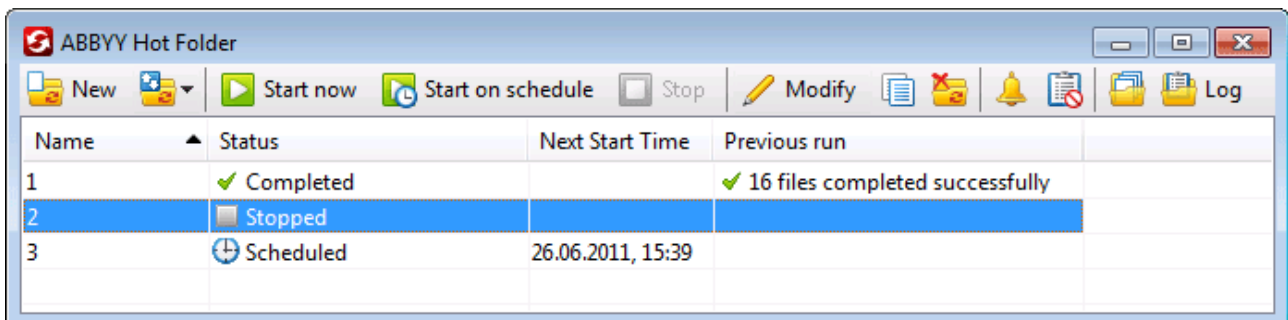 ABBYY Hot Folder
New Start now Start on schedule Stop Modify Log
Name Status Next Start Time Previous run
1 Completed 16 files completed successfully
2 Stopped
3 Scheduled 26.06.2011, 15:39